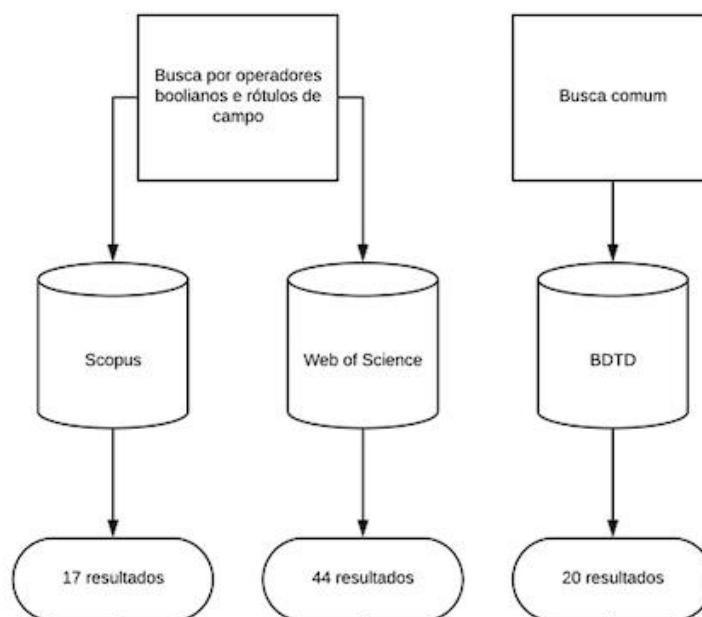 Busca por operadores
boolianos e rótulos de
campo
Busca comum
Scopus
Web of Science
BDTD
17 resultados
44 resultados
20 resultados